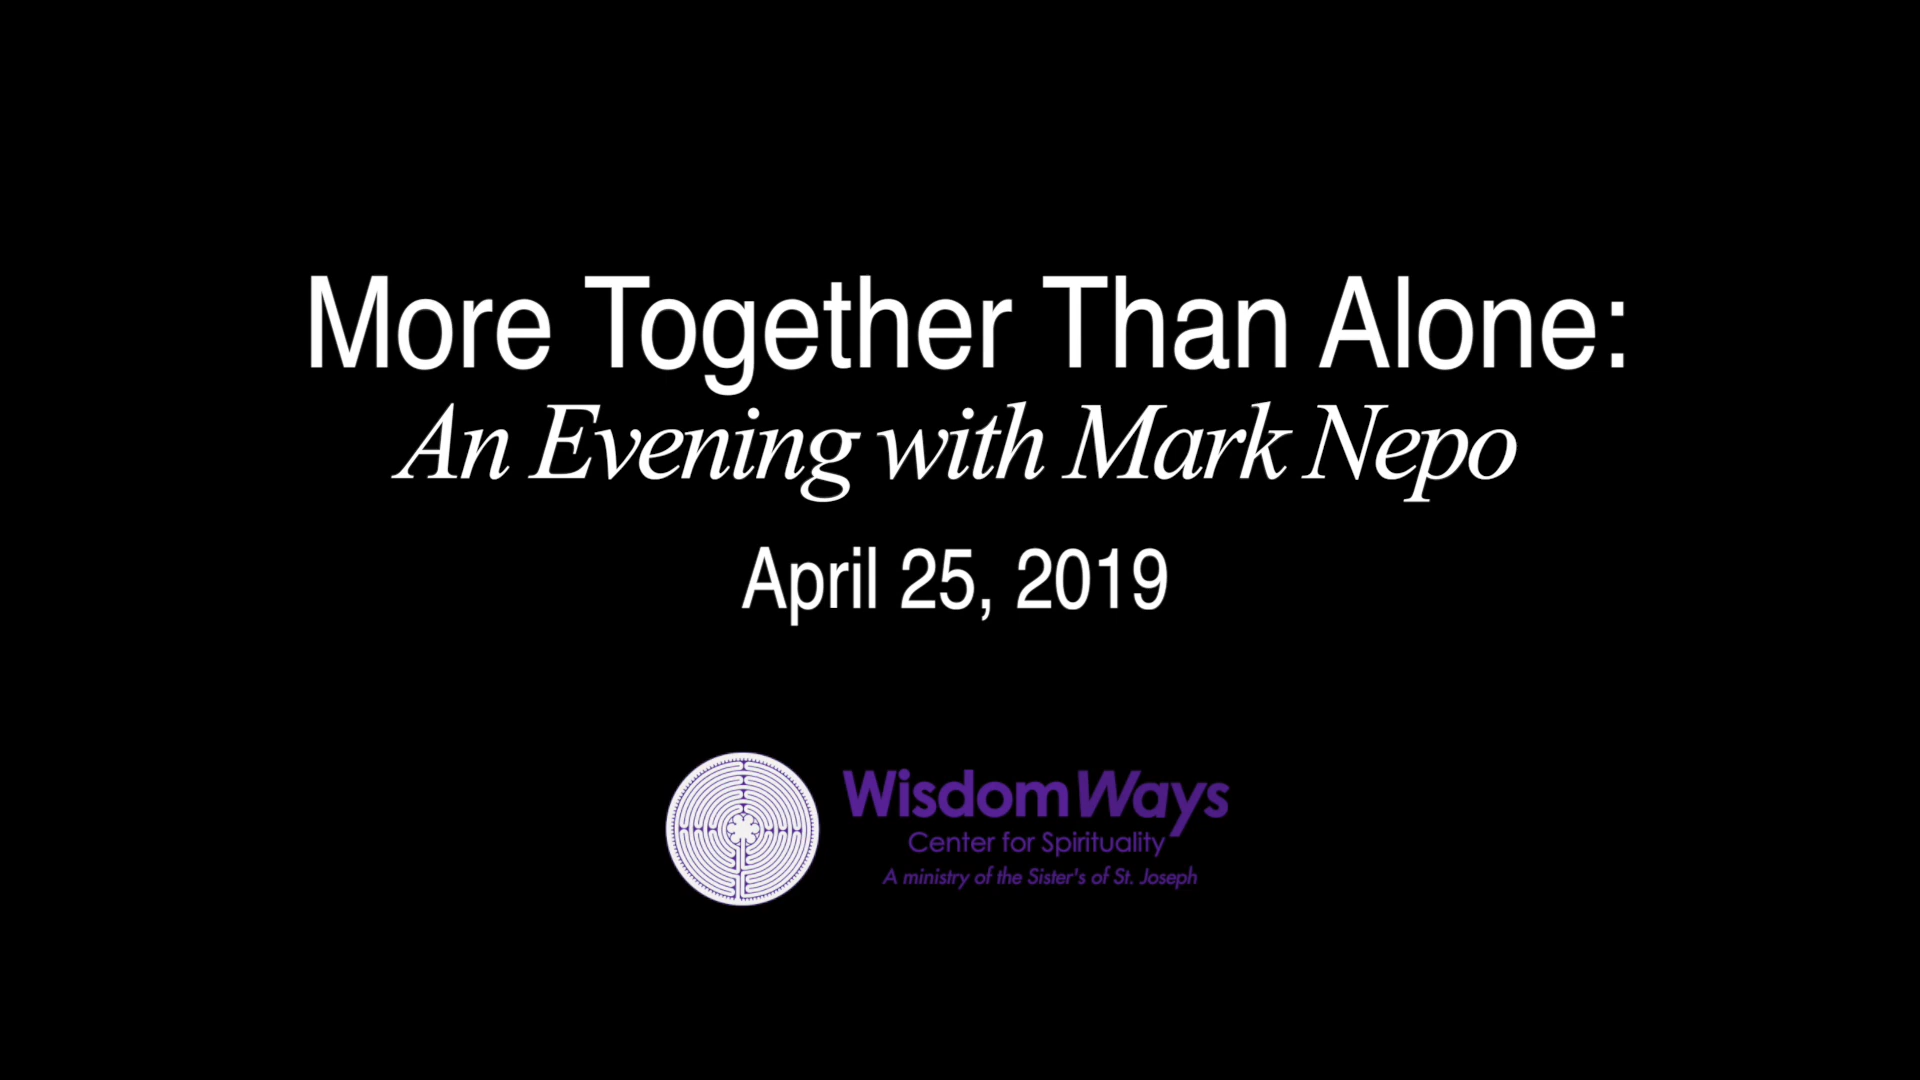 More Together Than Alone:
An Evening with Mark Nepo
April 25, 2019
WisdomWays
Center for Spirituality
A ministry of the Sister's of St. Joseph